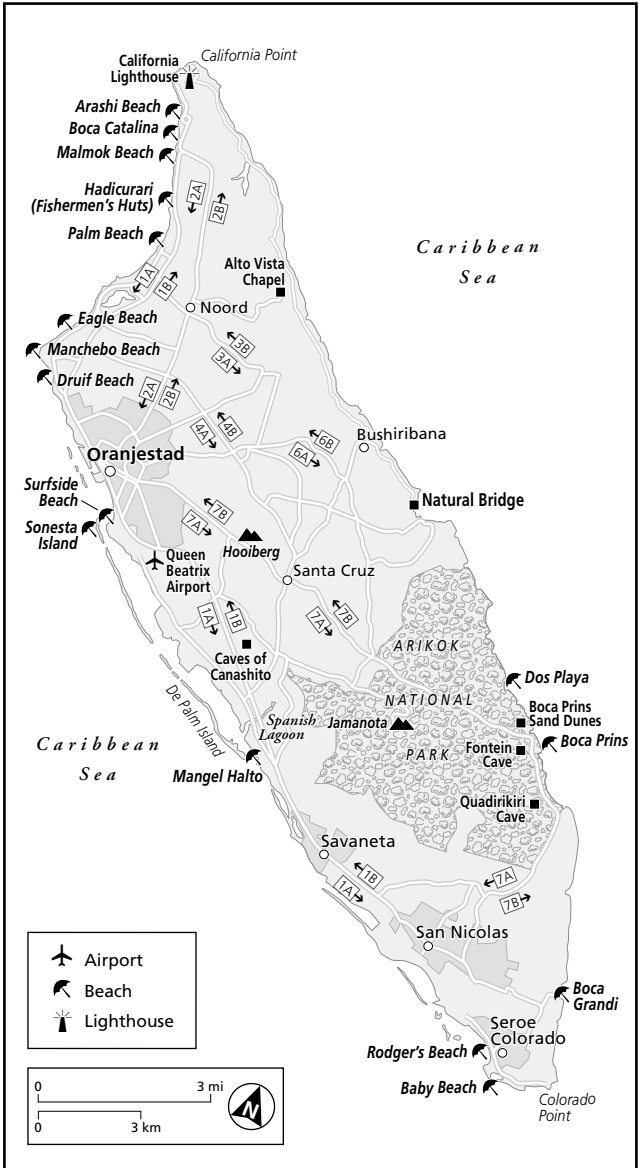 California Point
California
Lighthouse
Arashi Beach
Boca Catalina
Malmok Beach
Hadicurari
(Fishermen's Huts)
2A
2B
Palm Beach
Caribbean
Sea
Alto Vista
Chapel
1A
1B
Noord
Eagle Beach
3B
3A
Manchebo Beach
Druif Beach
2A
2B
4A
4B
6B
6A
Bushiribana
Oranjestad
Surfside
Beach
Sonesta
Island
7B
7A
Natural Bridge
Hooiberg
Queen
Beatrix
Airport
Santa Cruz
1A
1B
7A
7B
ARIKOK
NATIONAL
PARK
Caves of
Canashito
Dos Playa
De Palm Island
Spanish
Lagoon
Jamanota
Boca Prins
Sand Dunes
Boca Prins
Fontein
Cave
Caribbean
Sea
Mangel Halto
Quadirikiri
Cave
Savaneta
1B
1A
7A
7B
San Nicolas
Boca
Grandi
Seroe
Colorado
Rodger's Beach
Baby Beach
Colorado
Point
Airport
Beach
Lighthouse
0
3 mi
0
3 km
N